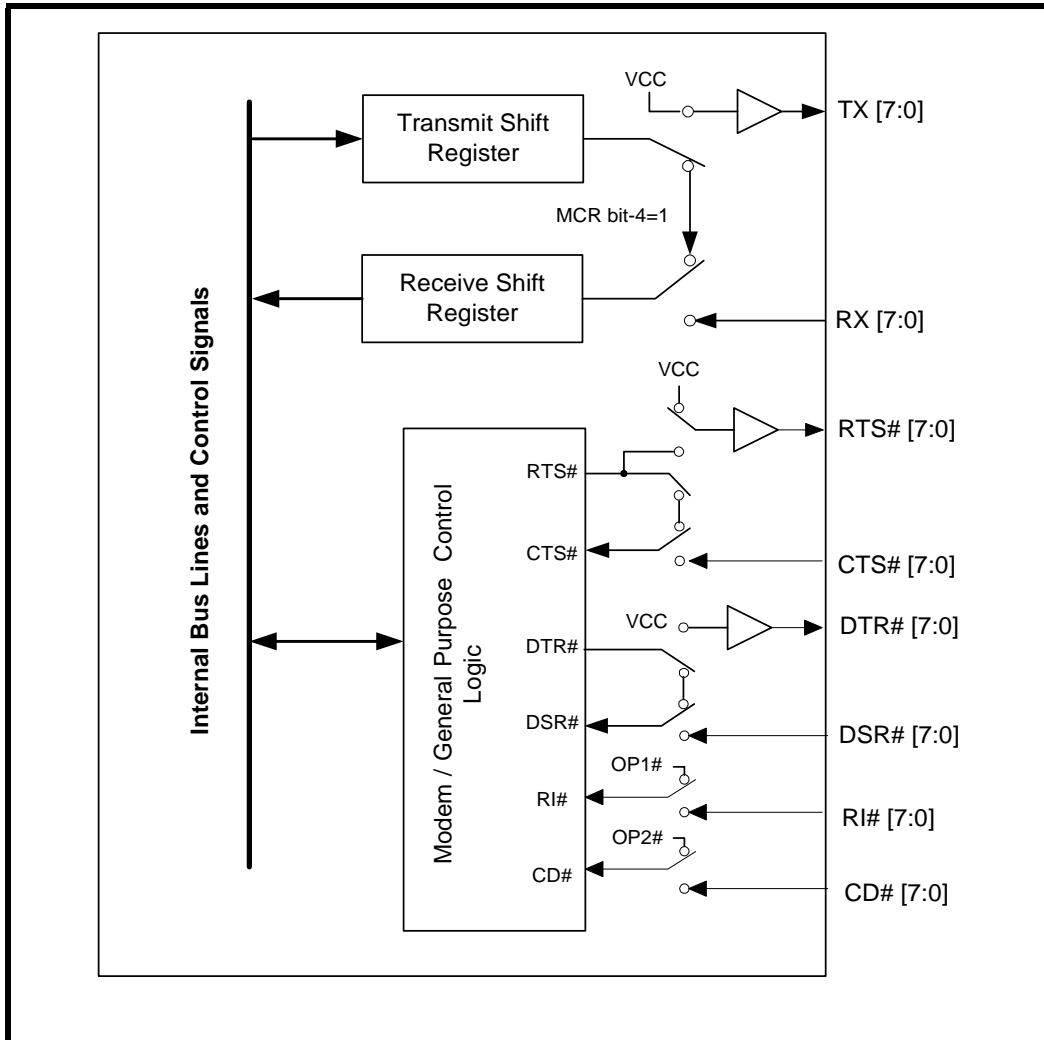 VCC
TX [7:0]
Transmit Shift
Register
MCR bit-4=1
Receive Shift
Register
RX [7:0]
Internal Bus Lines and Control Signals
VCC
RTS# [7:0]
RTS#
CTS#
CTS# [7:0]
Modem / General Purpose Control
Logic
VCC
DTR# [7:0]
DTR#
DSR#
DSR# [7:0]
OP1#
RI#
RI# [7:0]
OP2#
CD#
CD# [7:0]